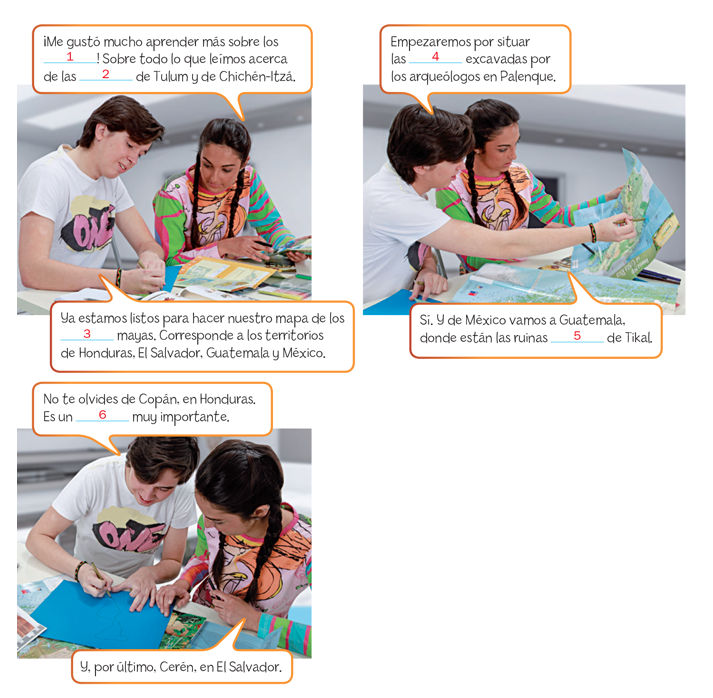 ¡Me gustó mucho aprender más sobre los
1! Sobre todo lo que leímos acerca
de las 2 de Tulum y de Chichén-Itzá.
Ya estamos listos para hacer nuestro mapa de los
3 mayas. Corresponde a los territorios
de Honduras, El Salvador, Guatemala y México.
Empezaremos por situar
las 4 excavadas por
los arqueólogos en Palenque.
Sí. Y de México vamos a Guatemala,
donde están las ruinas 5 de Tikal.
No te olvides de Copán, en Honduras.
Es un 6 muy importante.
Y, por último, Cerén, en El Salvador.